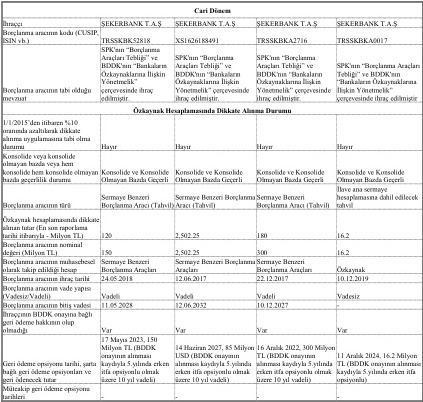 Cari Dönem
İhraççı ŞEKERBANK T.A.Ş ŞEKERBANK T.A.Ş ŞEKERBANK T.A.Ş ŞEKERBANK T.A.Ş
Borçlanma aracının kodu (CUSIP, ISIN vb.) TRSSKBK52818 XS1626188491 TRSSKBKA2716 TRSSKBKA0017
Borçlanma aracının tabi olduğu mevzuat
SPK'nın "Borçlanma Araçları Tebliği" ve BDDK'nın "Bankaların Özkaynaklarına İlişkin Yönetmelik" çerçevesinde ihraç edilmiştir.
SPK'nın "Borçlanma Araçları Tebliği" ve BDDK'nın "Bankaların Özkaynaklarına İlişkin Yönetmelik" çerçevesinde ihraç edilmiştir
SPK'nın "Borçlanma Araçları Tebliği" ve BDDK'nın "Bankaların Özkaynaklarına İlişkin Yönetmelik" çerçevesinde ihraç edilmiştir
SPK'nın "Borçlanma Araçları Tebliği" ve BDDK'nın "Bankaların Özkaynaklarına İlişkin Yönetmelik" çerçevesinde ihraç edilmiştir
Özkaynak Hesaplamasında Dikkate Alınma Durumu
1/1/2015'den itibaren %10 oranında azaltılarak dikkate alınma uygulamasına tabi olma durumu Hayır Hayır Hayır Hayır
Konsolide veya konsolide olmayan bazda veya hem konsolide hem konsolide olmayan bazda geçerlilik durumu
Konsolide ve Konsolide Olmayan Bazda Geçerli
Konsolide ve Konsolide Olmayan Bazda Geçerli
Konsolide ve Konsolide Olmayan Bazda Geçerli
Konsolide ve Konsolide Olmayan Bazda Geçerli
Borçlanma aracının türü
Sermaye Benzeri Borçlanma Aracı (Tahvil)
Sermaye Benzeri Borçlanma Aracı (Tahvil)
Sermaye Benzeri Borçlanma Aracı (Tahvil)
İlave ana sermaye hesaplamasına dahil edilecek tahvil
Özkaynak hesaplamasında dikkate alınan tutar (En son raporlama tarihi itibarıyla - Milyon TL) 120 2,502.25 180 16.2
Borçlanma aracının nominal değeri (Milyon TL) 150 2,502.25 300 16.2
Borçlanma aracının muhasebesel olarak takip edildiği hesap
Sermaye Benzeri Borçlanma Araçları
Sermaye Benzeri Borçlanma Araçları
Sermaye Benzeri Borçlanma Araçları
Özkaynak
Borçlanma aracının ihraç tarihi 24.05.2018 12.06.2017 22.12.2017 10.12.2019
Borçlanma aracının vade yapısı (Vadesiz/Vadeli) Vadeli Vadeli Vadeli Vadesiz
Borçlanma aracının bitiş vadesi 11.05.2028 12.06.2032 10.12.2027 -
İhraççının BDDK onayına bağlı geri ödeme hakkının olup olmadığı Var Var Var Var
Geri ödeme opsiyonu tarihi, şarta bağlı geri ödeme opsiyonları ve geri ödenecek tutar
17 Mayıs 2023, 150 Milyon TL (BDDK onayının alınması kaydıyla 5.yılında erken itfa opsiyonlu olmak üzere 10 yıl vadeli)
14 Haziran 2027, 85 Milyon USD (BDDK onayının alınması kaydıyla 5.yılında erken itfa opsiyonlu olmak üzere 10 yıl vadeli)
16 Aralık 2022, 300 Milyon TL (BDDK onayının alınması kaydıyla 5.yılında erken itfa opsiyonlu olmak üzere 10 yıl vadeli)
11 Aralık 2024, 16.2 Milyon TL (BDDK onayının alınması kaydıyla 5.yılında erken itfa opsiyonlu)
Müteakip geri ödeme opsiyonu tarihleri - - - -